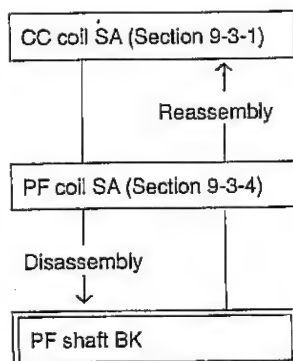 CC coil SA (Section 9-3-1)
Reassembly
PF coil SA (Section 9-3-4)
Disassembly
PF shaft BK